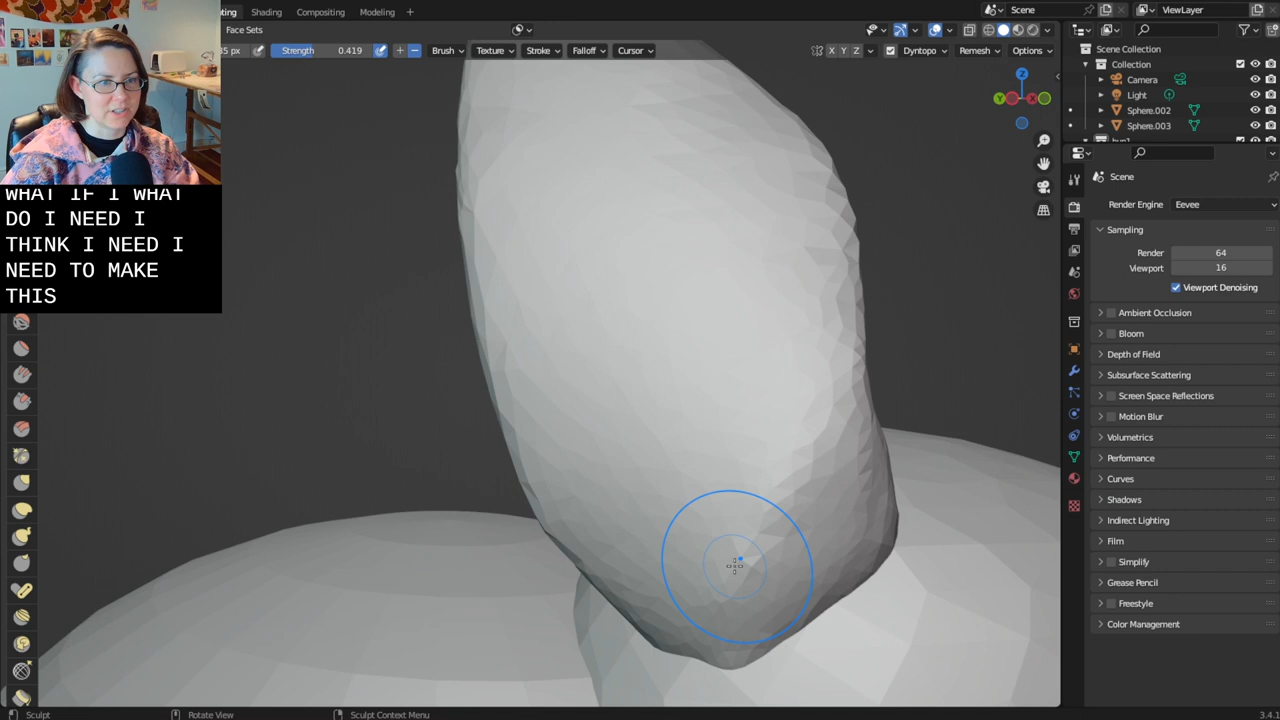 Shading Compositing Modeling +
Scene
ViewLayer
Face Sets
px Strength 0.419 Brush Texture Stroke Falloff Cursor
X Y Z Dyntopo Remesh Options
Scene Collection
Collection
Camera
Light
Sphere.002
Sphere.003
Scene
Render Engine Eevee
Sampling
Render 64
Viewport 16
Viewport Denoising
Ambient Occlusion
Bloom
Depth of Field
Subsurface Scattering
Screen Space Reflections
Motion Blur
Volumetrics
Performance
Curves
Shadows
Indirect Lighting
Film
Simplify
Grease Pencil
Freestyle
Color Management
Z
Y X
WHAT IF I WHAT
DO I NEED I
THINK I NEED I
NEED TO MAKE
THIS
Sculpt Rotate View Sculpt Context Menu
3.4.1